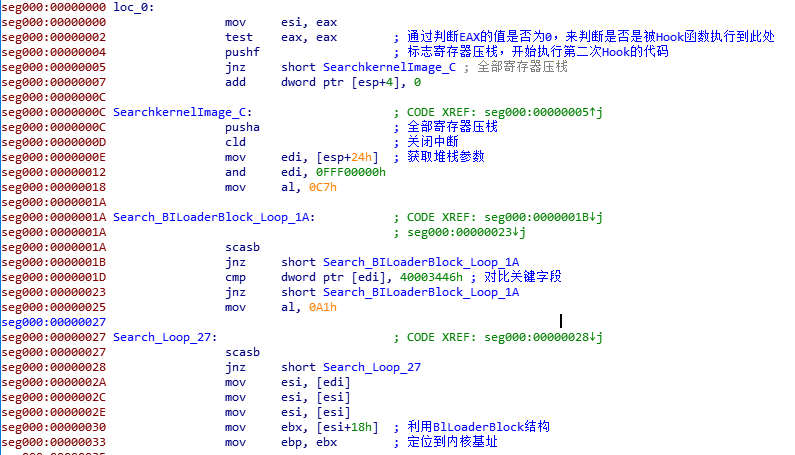 seg000:00000000 loc_0:
seg000:00000000 mov esi, eax
seg000:00000002 test eax, eax ; 通过判断EAX的值是否为0，来判断是否是被Hook函数执行到此处
seg000:00000004 pushf ; 标志寄存器压栈，开始执行第二次Hook的代码
seg000:00000005 jnz short SearchkernelImage_C ; 全部寄存器压栈
seg000:00000007 add dword ptr [esp+4], 0
seg000:0000000C
seg000:0000000C SearchkernelImage_C: ; CODE XREF: seg000:00000005↑j
seg000:0000000C pusha ; 全部寄存器压栈
seg000:0000000D cld ; 关闭中断
seg000:0000000E mov edi, [esp+24h] ; 获取堆栈参数
seg000:00000012 and edi, 0FFF00000h
seg000:00000018 mov al, 0C7h
seg000:0000001A
seg000:0000001A Search_BILoaderBlock_Loop_1A: ; CODE XREF: seg000:0000001B↓j
seg000:0000001A ; seg000:00000023↓j
seg000:0000001A scasb
seg000:0000001B jnz short Search_BILoaderBlock_Loop_1A
seg000:0000001D cmp dword ptr [edi], 40003446h ; 对比关键字段
seg000:00000023 jnz short Search_BILoaderBlock_Loop_1A
seg000:00000025 mov al, 0A1h
seg000:00000027
seg000:00000027 Search_Loop_27: ; CODE XREF: seg000:00000028↓j
seg000:00000027 scasb
seg000:00000028 jnz short Search_Loop_27
seg000:0000002A mov esi, [edi]
seg000:0000002C mov esi, [esi]
seg000:0000002E mov esi, [esi]
seg000:00000030 mov ebx, [esi+18h] ; 利用BlLoaderBlock结构
seg000:00000033 mov ebp, ebx ; 定位到内核基址